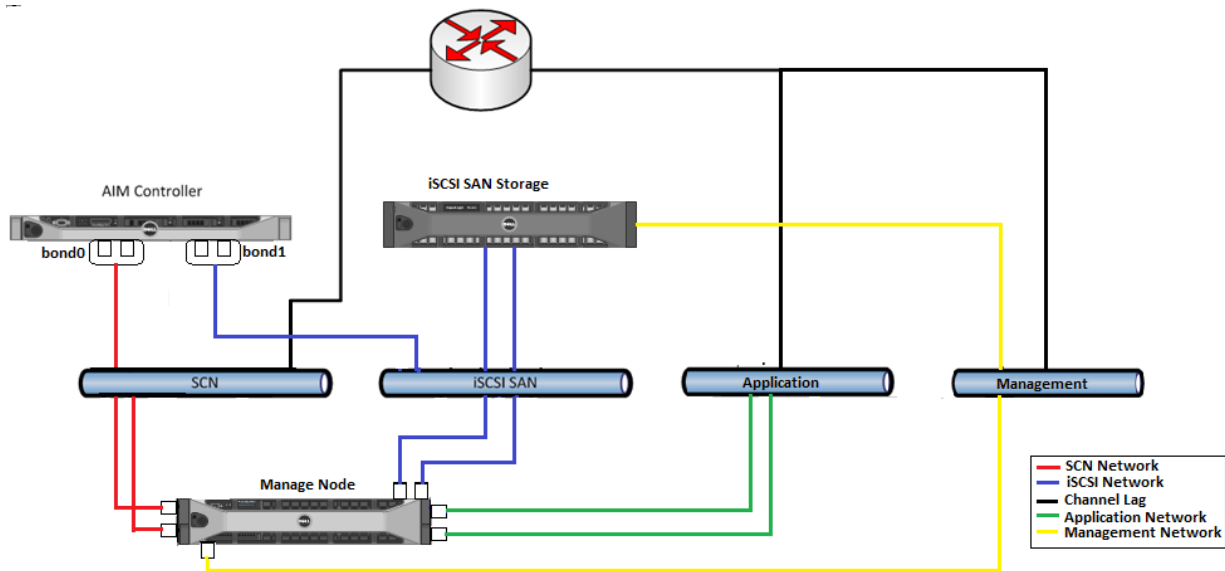 AIM Controller
iSCSI SAN Storage
bond0
bond1
SCN
iSCSI SAN
Application
Management
Manage Node
SCN Network
iSCSI Network
Channel Lag
Application Network
Management Network